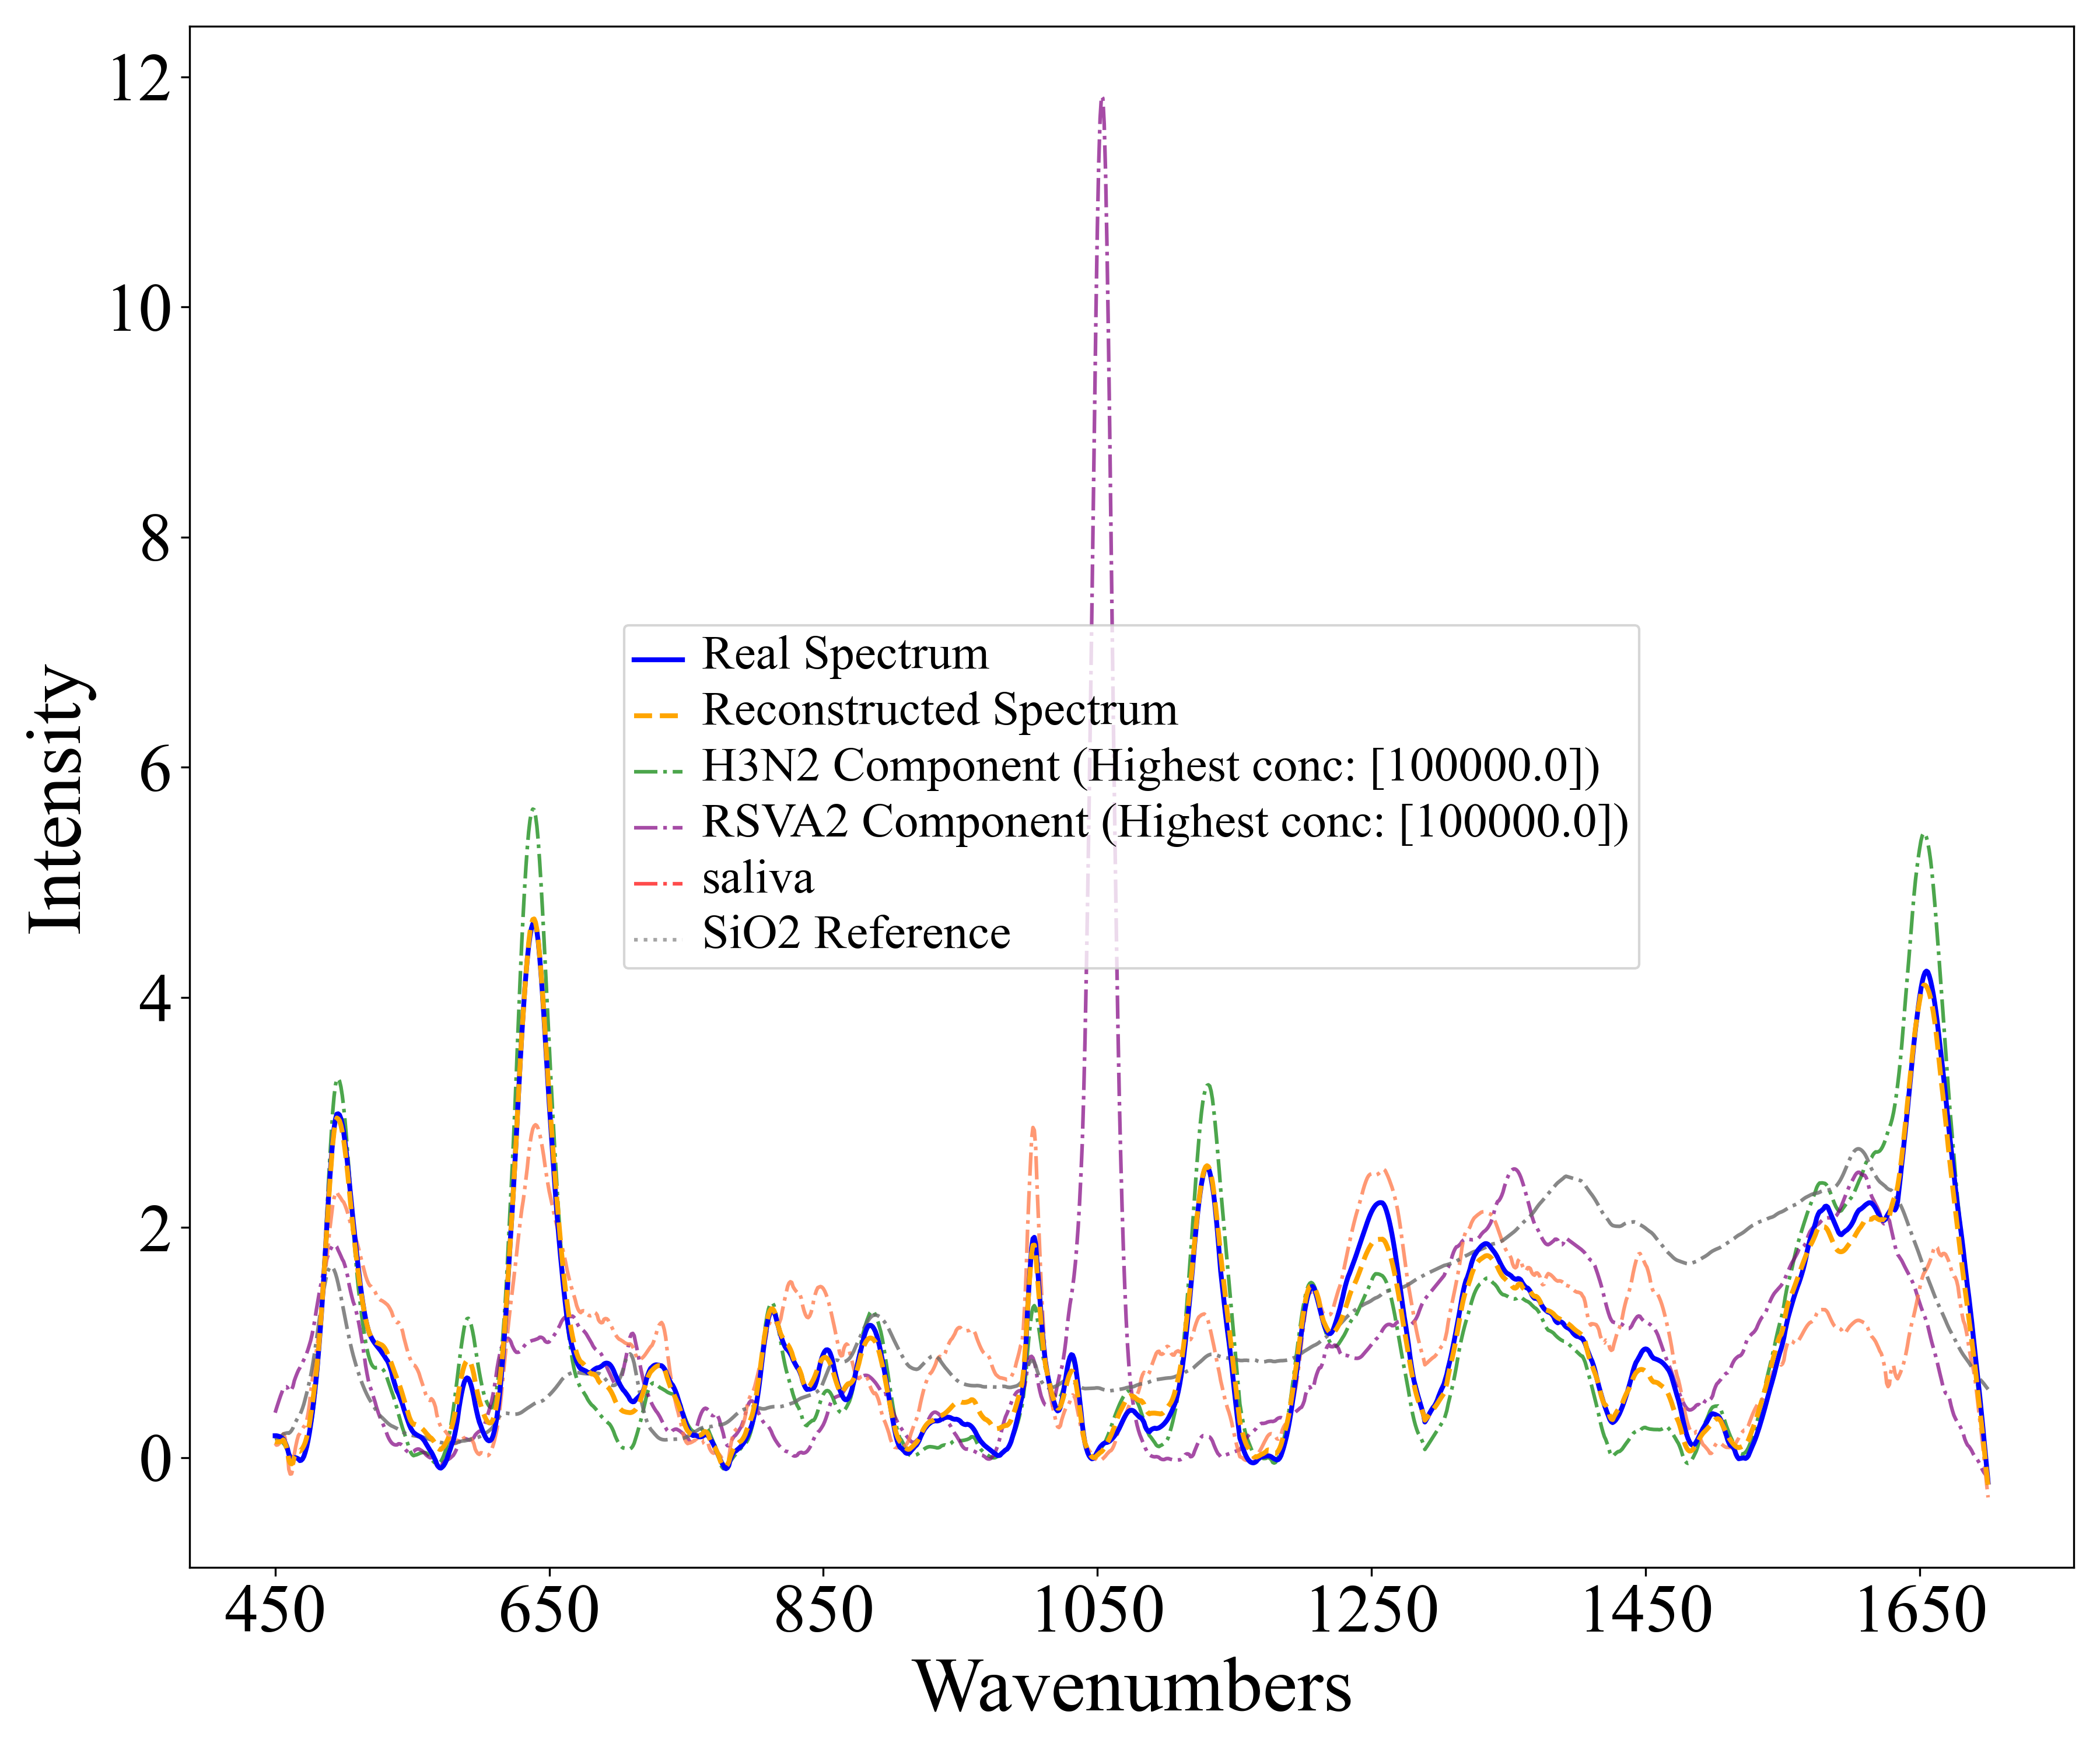 12
10
8
6
4
2
0
Intensity
Real Spectrum
Reconstructed Spectrum
H3N2 Component (Highest conc: [100000.0])
RSVA2 Component (Highest conc: [100000.0])
saliva
SiO2 Reference
450 650 850 1050 1250 1450 1650
Wavenumbers